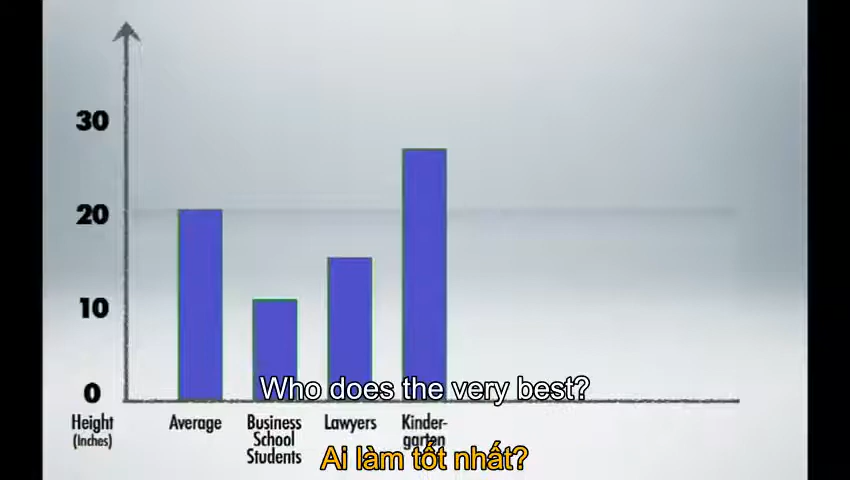 30
20
10
0
Height
(Inches)
Average
Business
School
Students
Lawyers
Kinder-
garten
Who does the very best?
Ai làm tốt nhất?